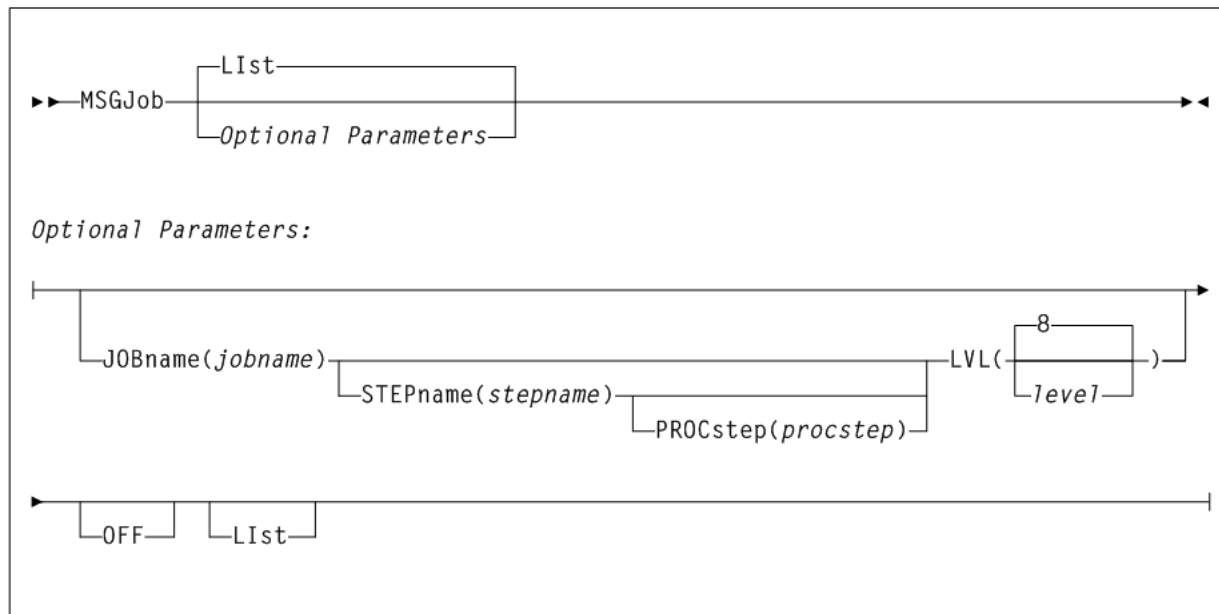 LIst
MSGJob
Optional Parameters
Optional Parameters:
8
JOBname(jobname) LVL( )
STEPname(stepname) level
PROCstep(procstep)
OFF LIst